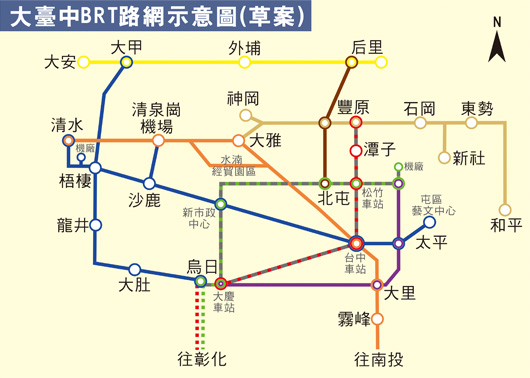 大臺中BRT路網示意圖(草案)
N
大甲
外埔
后里
大安
神岡
豐原
石岡
東勢
清泉崗
機場
清水
機廠
大雅
潭子
新社
水湳
經貿園區
機廠
梧棲
沙鹿
北屯
松竹
車站
屯區
藝文中心
和平
新市政
中心
龍井
台中
車站
太平
烏日
大肚
大慶
車站
大里
霧峰
往彰化
往南投